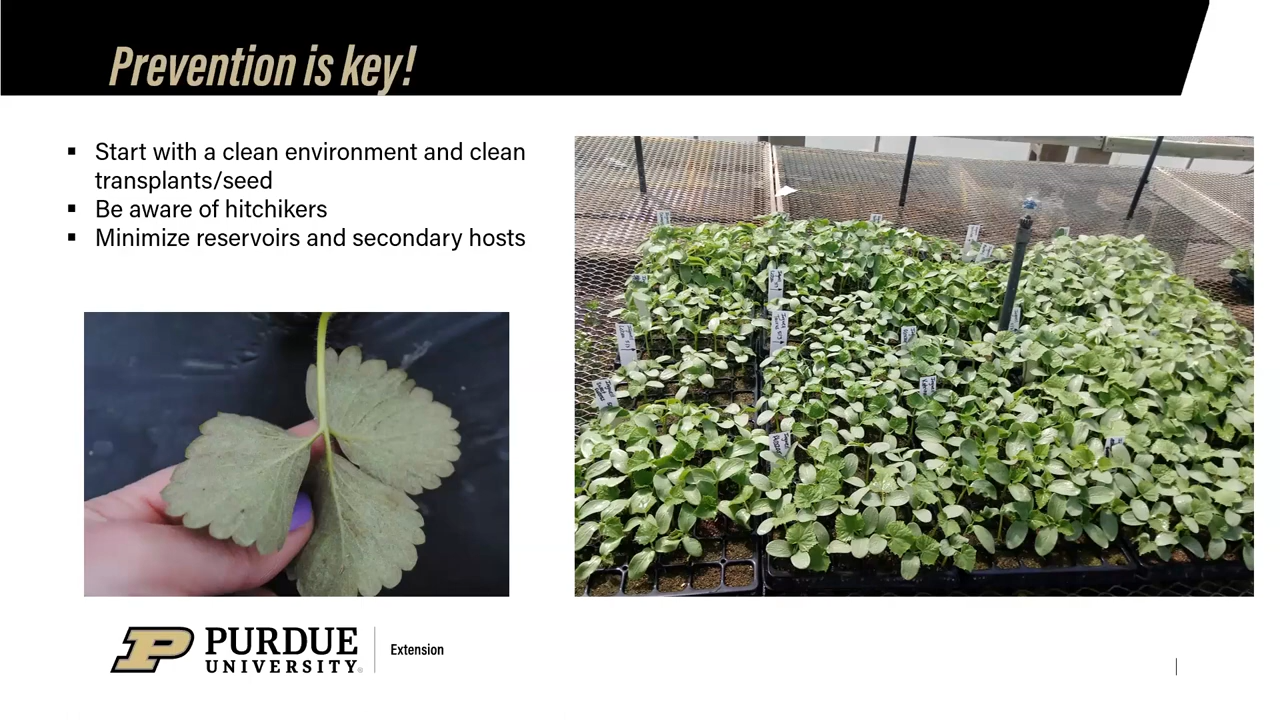 Prevention is key!
▪ Start with a clean environment and clean
transplants/seed
▪ Be aware of hitchikers
▪ Minimize reservoirs and secondary hosts
PURDUE
UNIVERSITY®
Extension